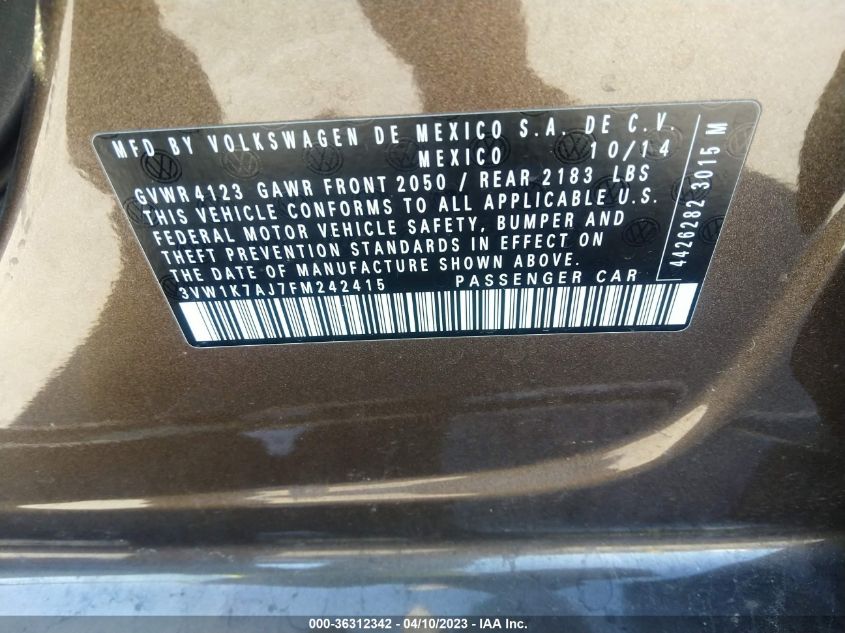 MFD BY VOLKSWAGEN DE MEXICO S.A. DE C.V.
MEXICO 10/14
GVWR 4123 GAWR FRONT 2050 / REAR 2183 LBS
THIS VEHICLE CONFORMS TO ALL APPLICABLE U.S.
FEDERAL MOTOR VEHICLE SAFETY, BUMPER AND
THEFT PREVENTION STANDARDS IN EFFECT ON
THE DATE OF MANUFACTURE SHOWN ABOVE.
3VW1K7AJ7FM242415 PASSENGER CAR
4426282 3015 M
000-36312342 / 04/10/2023 - IAA Inc.